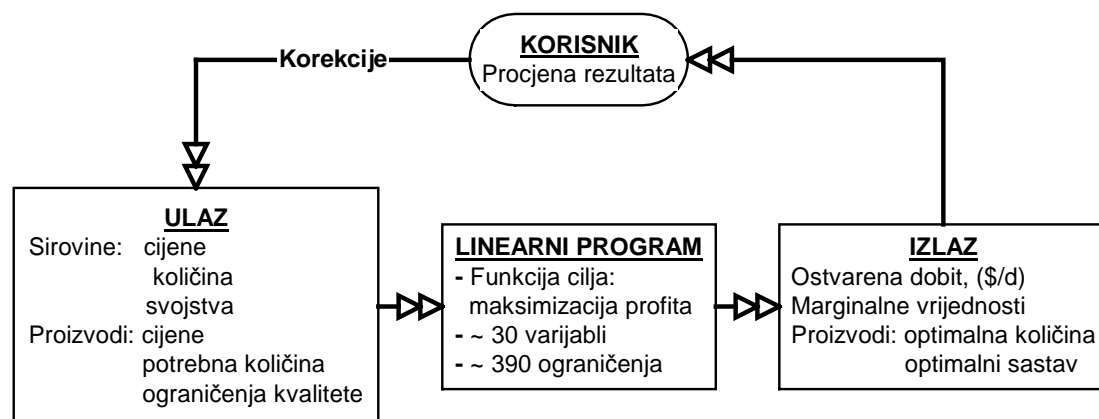 KORISNIK
Procjena rezultata
Korekcije
ULAZ
Sirovine: cijene
količina
svojstva
Proizvodi: cijene
potrebna količina
ograničenja kvalitete
LINEARNI PROGRAM
- Funkcija cilja:
maksimizacija profita
- ~ 30 varijabli
- ~ 390 ograničenja
IZLAZ
Ostvarena dobit, ($/d)
Marginalne vrijednosti
Proizvodi: optimalna količina
optimalni sastav